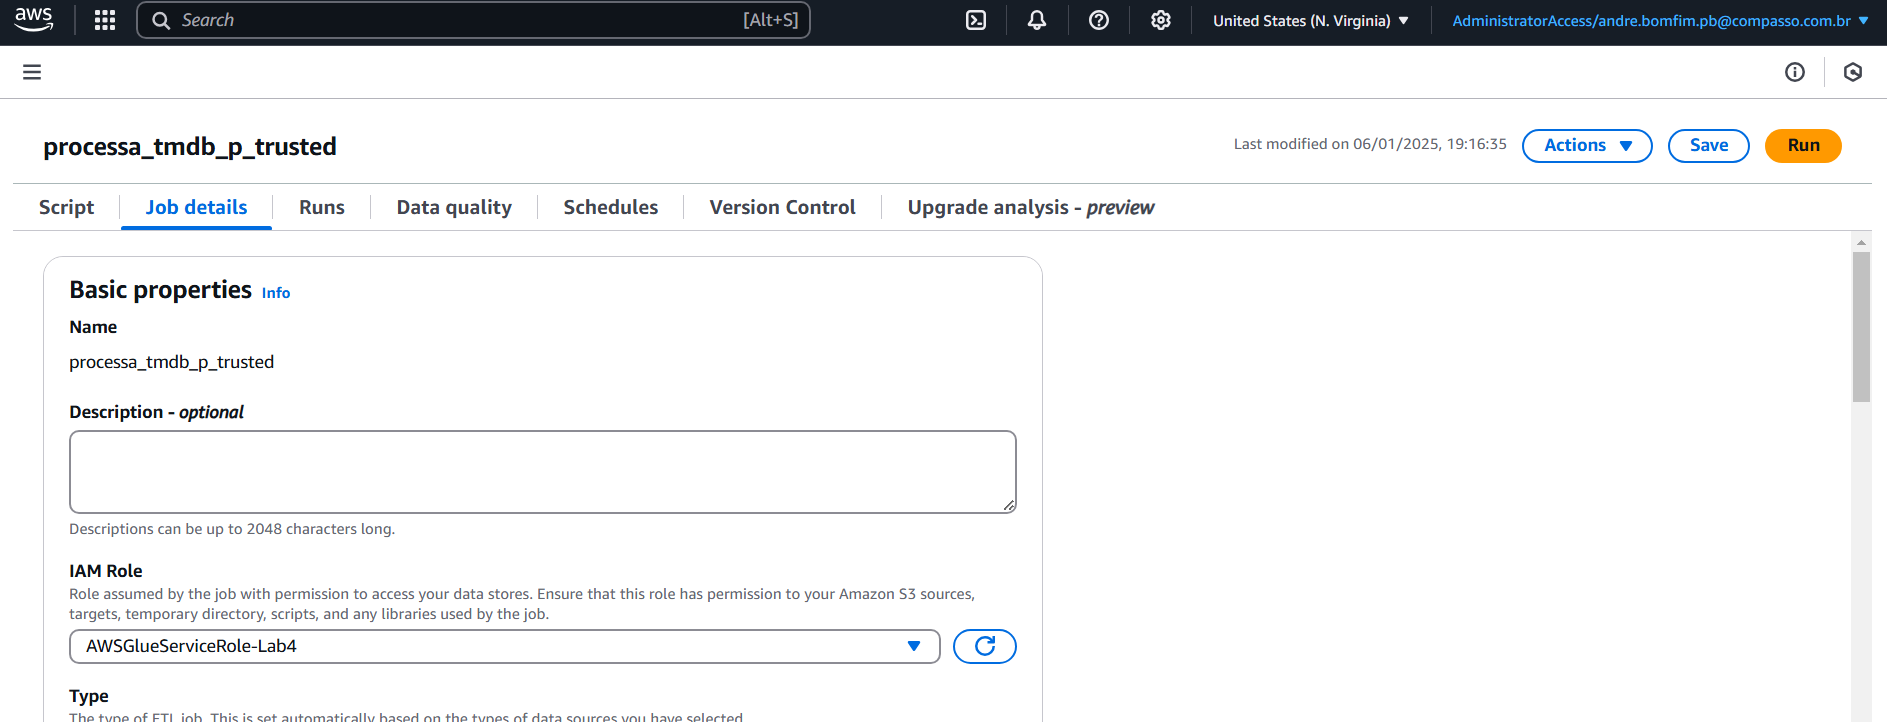 aws
Search
[Alt+S]
United States (N. Virginia)
AdministratorAccess/andre.bomfim.pb@compasso.com.br
processa_tmdb_p_trusted
Last modified on 06/01/2025, 19:16:35
Actions
Save
Run
Script
Job details
Runs
Data quality
Schedules
Version Control
Upgrade analysis - preview
Basic properties Info
Name
processa_tmdb_p_trusted
Description - optional
Descriptions can be up to 2048 characters long.
IAM Role
Role assumed by the job with permission to access your data stores. Ensure that this role has permission to your Amazon S3 sources,
targets, temporary directory, scripts, and any libraries used by the job.
AWSGlueServiceRole-Lab4
Type
The type of ETL job. This is set automatically based on the types of data sources you have selected.